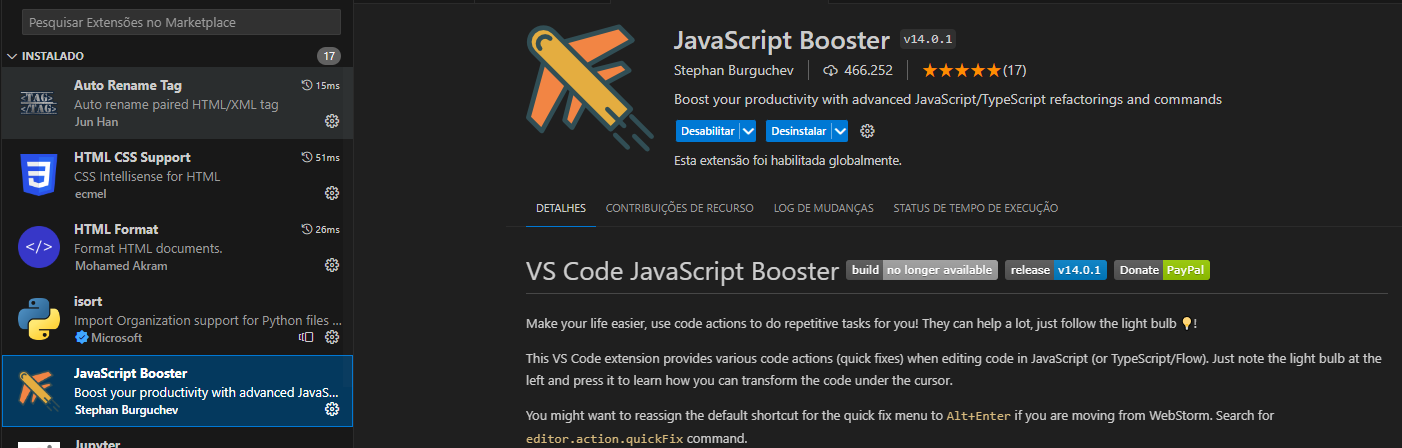 Pesquisar Extensões no Marketplace
INSTALADO
17
Auto Rename Tag
15ms
Auto rename paired HTML/XML tag
Jun Han
<TAG>
</TAG>
HTML CSS Support
51ms
CSS Intellisense for HTML
ecmel
HTML Format
26ms
Format HTML documents.
Mohamed Akram
</>
isort
Import Organization support for Python files ...
Microsoft
JavaScript Booster
Boost your productivity with advanced JavaS...
Stephan Burguchev
Jupyter
JavaScript Booster v14.0.1
Stephan Burguchev 466.252 (17)
Boost your productivity with advanced JavaScript/TypeScript refactorings and commands
Desabilitar Desinstalar
Esta extensão foi habilitada globalmente.
DETALHES CONTRIBUIÇÕES DE RECURSO LOG DE MUDANÇAS STATUS DE TEMPO DE EXECUÇÃO
VS Code JavaScript Booster build no longer available release v14.0.1 Donate PayPal
Make your life easier, use code actions to do repetitive tasks for you! They can help a lot, just follow the light bulb 💡!
This VS Code extension provides various code actions (quick fixes) when editing code in JavaScript (or TypeScript/Flow). Just note the light bulb at the
left and press it to learn how you can transform the code under the cursor.
You might want to reassign the default shortcut for the quick fix menu to Alt+Enter if you are moving from WebStorm. Search for
editor.action.quickFix command.